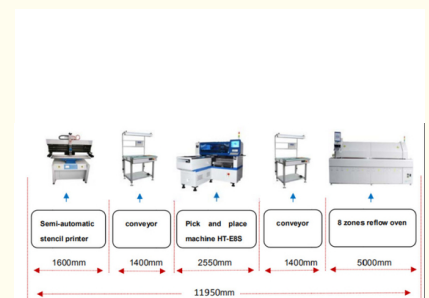 Semi-automatic
stencil printer
conveyor
Pick and place
machine HT-E8S
conveyor
8 zones reflow oven
1600mm
1400mm
2550mm
1400mm
5000mm
11950mm